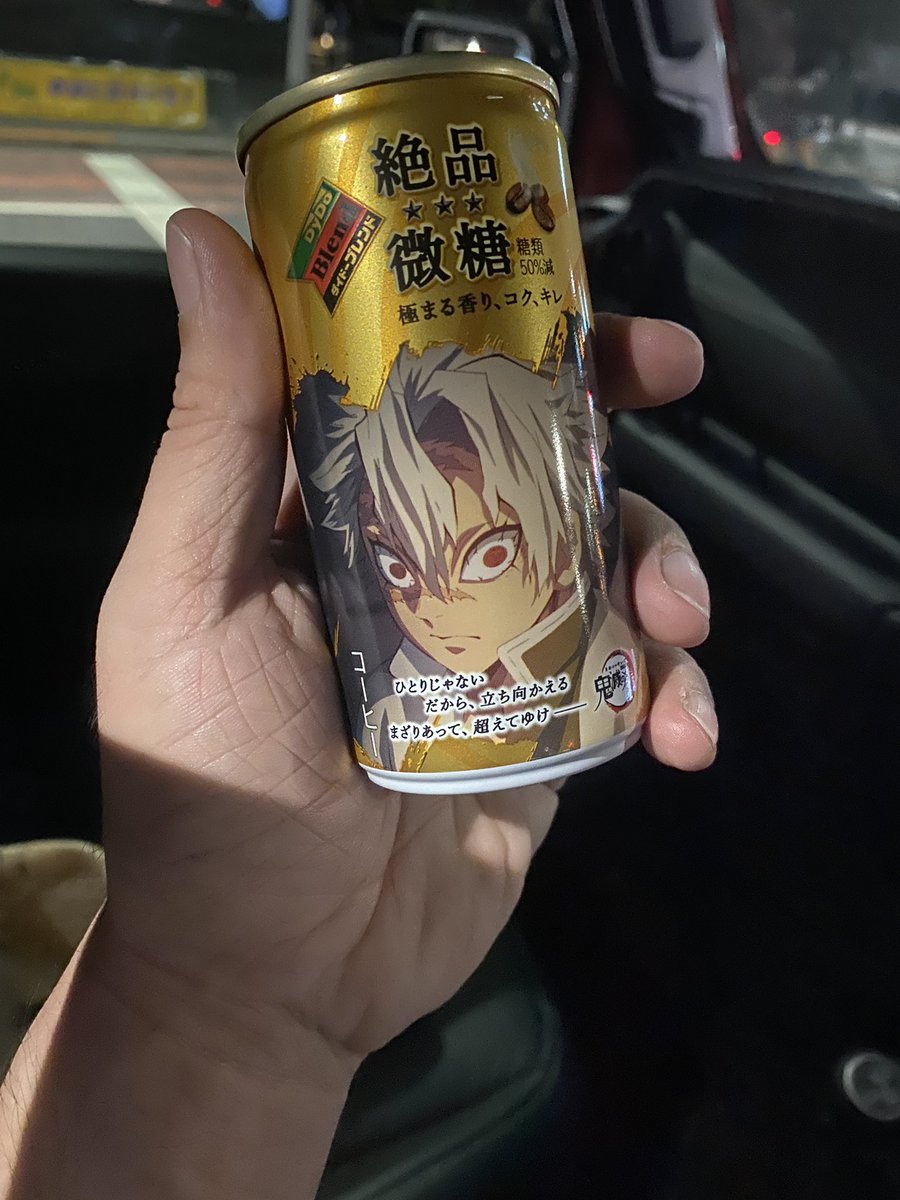 絶品
★★★
微糖
糖類
50%減
極まる香り、コク、キレ
DyDo
Blend
ダイドーブレンド
コーヒー
ひとりじゃない
だから、立ち向かえる
まざりあって、超えてゆけ――
鬼滅